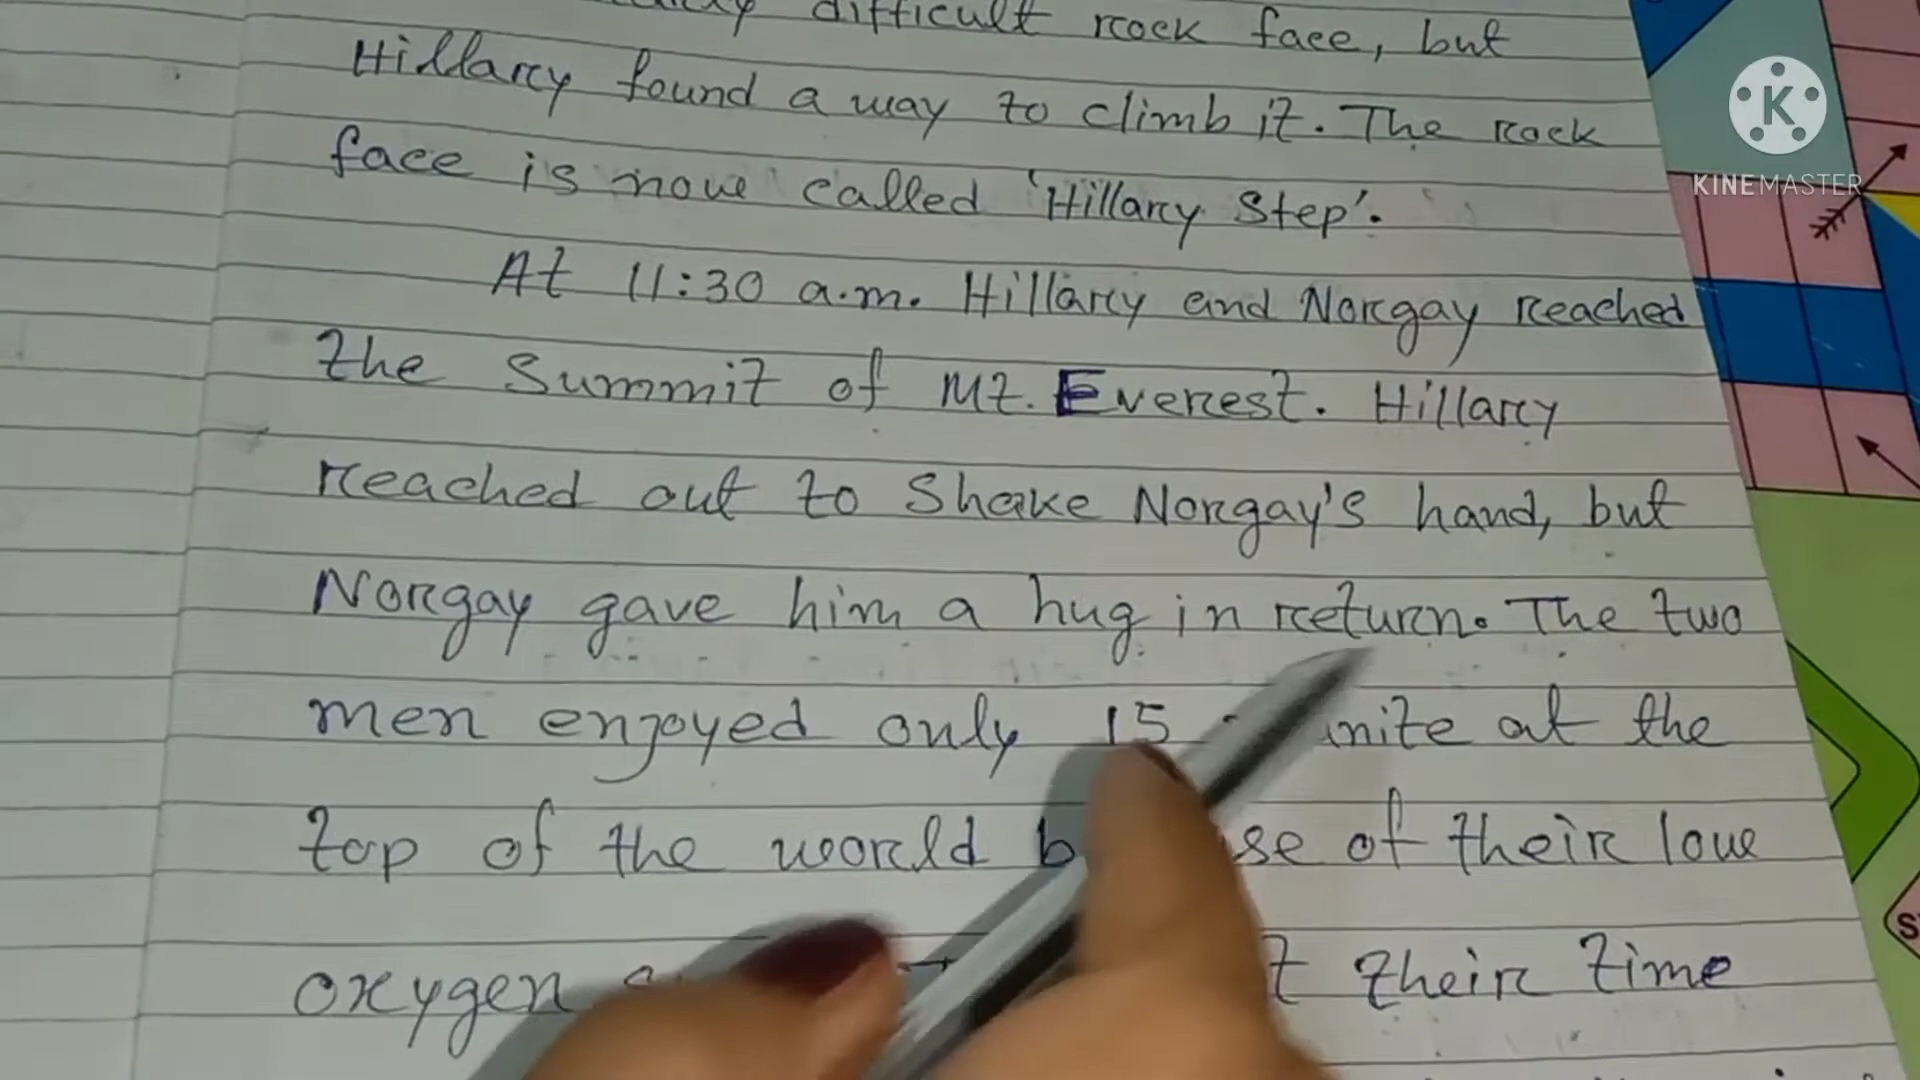 difficult rock face, but
Hillary found a way to climb it. The rock
face is now called 'Hillary Step'.
At 11:30 a.m. Hillary and Norgay reached
the Summit of Mt. Everest. Hillary
reached out to Shake Norgay's hand, but
Norgay gave him a hug in return. The two
men enjoyed only 15 at the
top of the world of their low
oxygen their time
KINEMASTER